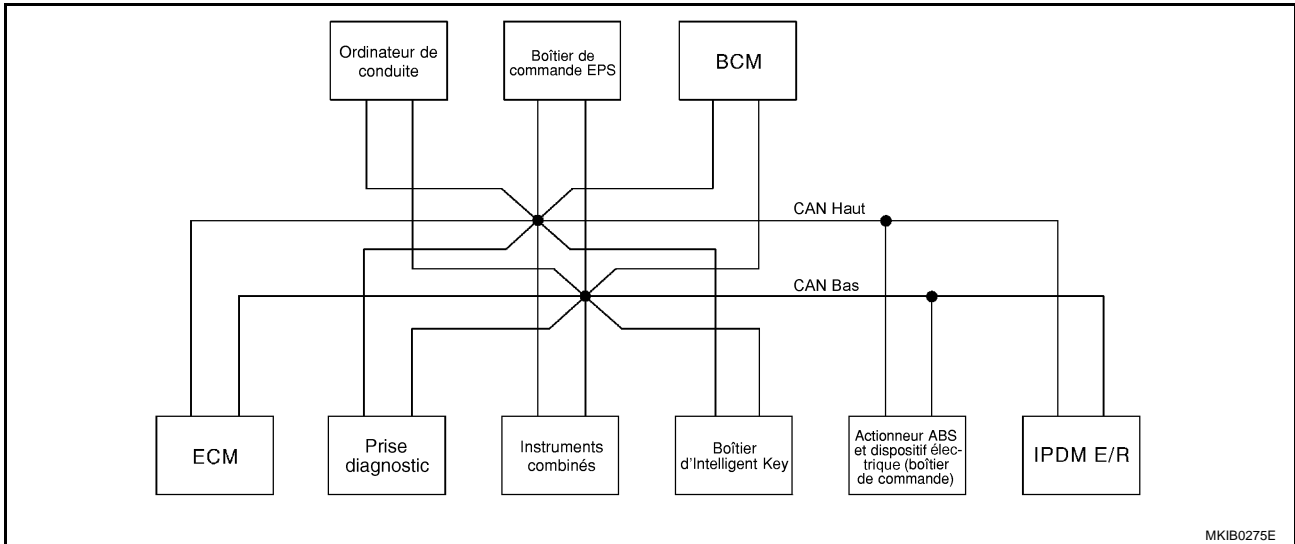 Ordinateur de
conduite
Boîtier de
commande EPS
BCM
CAN Haut
CAN Bas
ECM
Prise
diagnostic
Instruments
combinés
Boîtier
d'Intelligent Key
Actionneur ABS
et dispositif élec-
trique (boîtier
de commande)
IPDM E/R
MKIB0275E